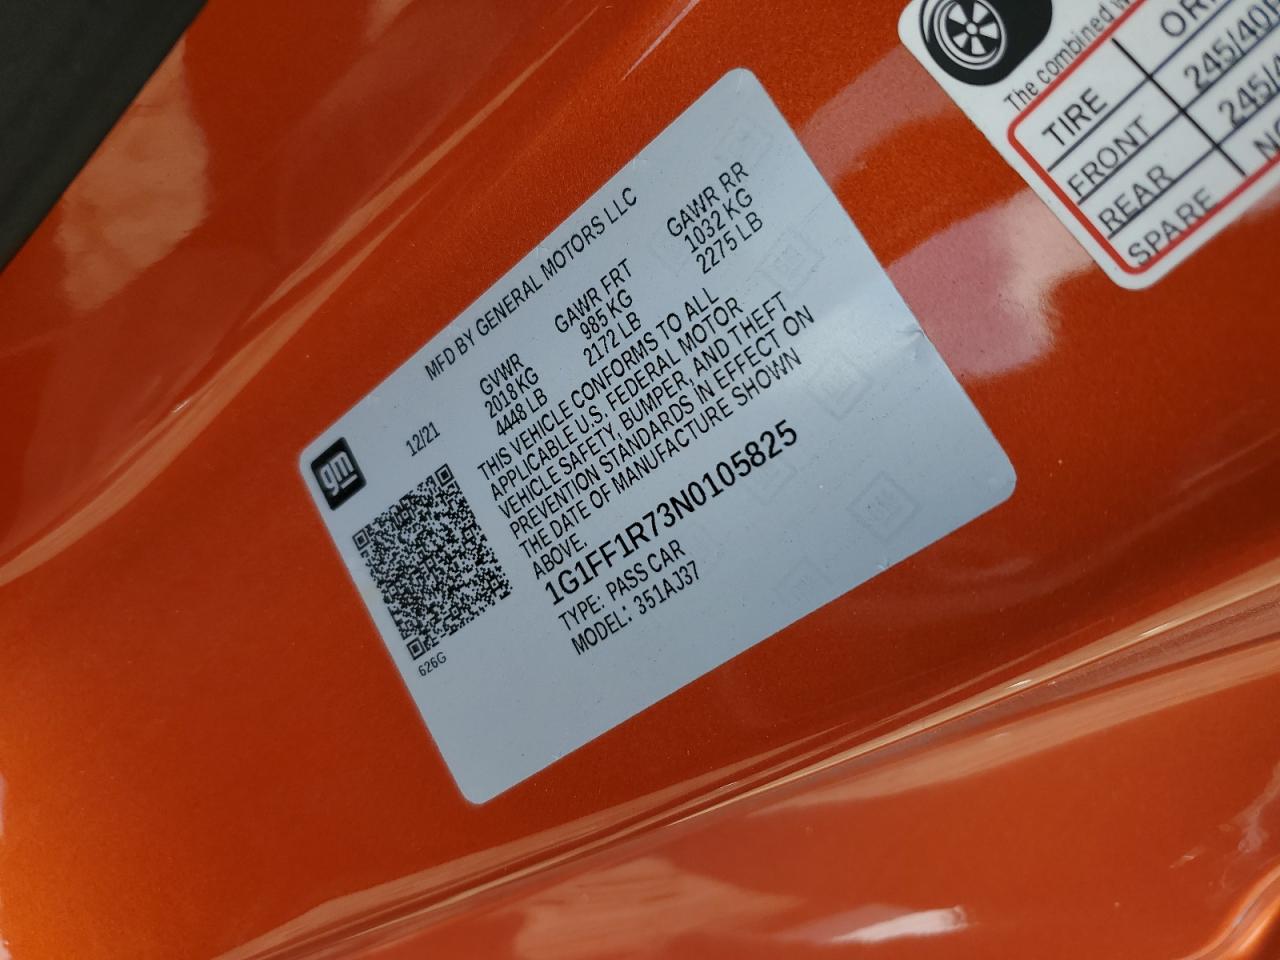 gm
MFD BY GENERAL MOTORS LLC
12/21
GVWR
2018 KG
4448 LB
GAWR FRT
985 KG
2172 LB
GAWR RR
1032 KG
2275 LB
THIS VEHICLE CONFORMS TO ALL
APPLICABLE U.S. FEDERAL MOTOR
VEHICLE SAFETY, BUMPER, AND THEFT
PREVENTION STANDARDS IN EFFECT ON
THE DATE OF MANUFACTURE SHOWN
ABOVE.
1G1FF1R73N0105825
TYPE: PASS CAR
MODEL: 351AJ37
626G
The combined
TIRE
FRONT 245/40
REAR 245/4
SPARE